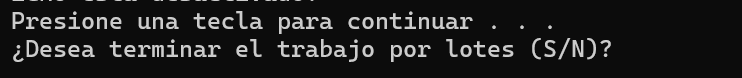 Presione una tecla para continuar . . .
¿Desea terminar el trabajo por lotes (S/N)?